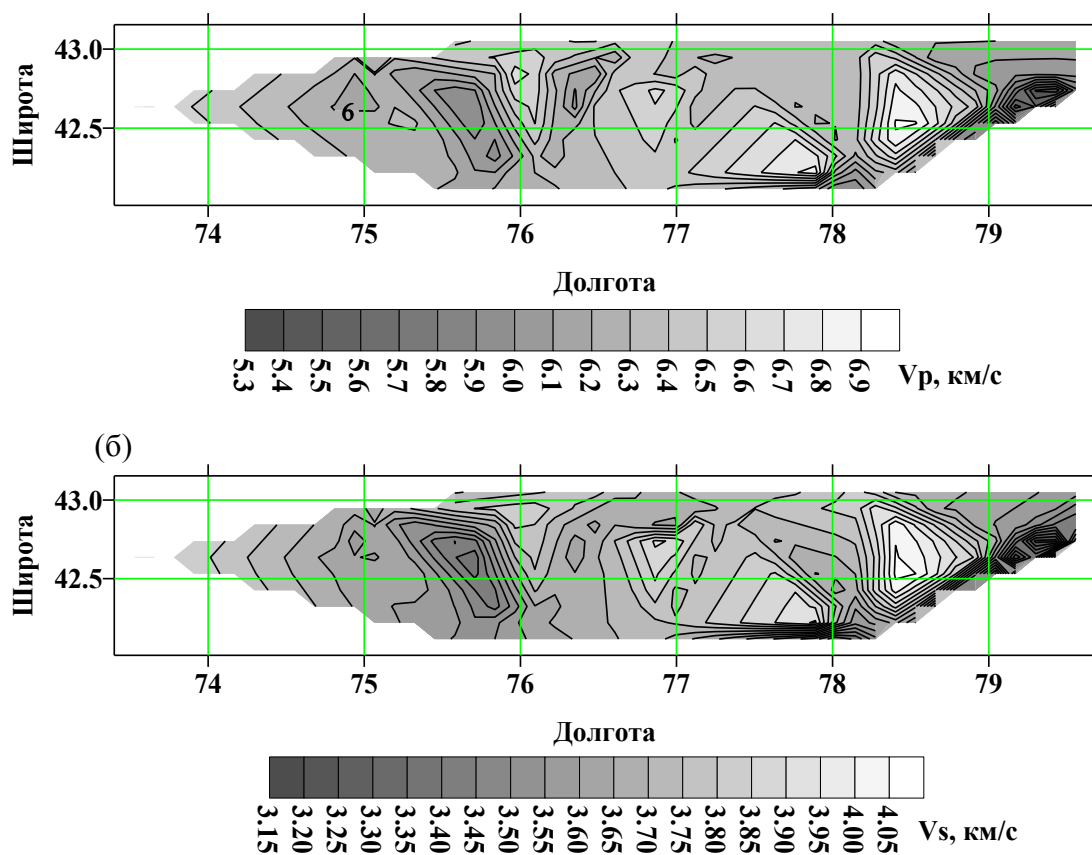 43.0
42.5
Широта
6
74 75 76 77 78 79
Долгота
5.3 5.4 5.5 5.6 5.7 5.8 5.9 6.0 6.1 6.2 6.3 6.4 6.5 6.6 6.7 6.8 6.9
Vp, км/с
(б)
43.0
42.5
Широта
74 75 76 77 78 79
Долгота
3.15 3.20 3.25 3.30 3.35 3.40 3.45 3.50 3.55 3.60 3.65 3.70 3.75 3.80 3.85 3.90 3.95 4.00 4.05
Vs, км/с